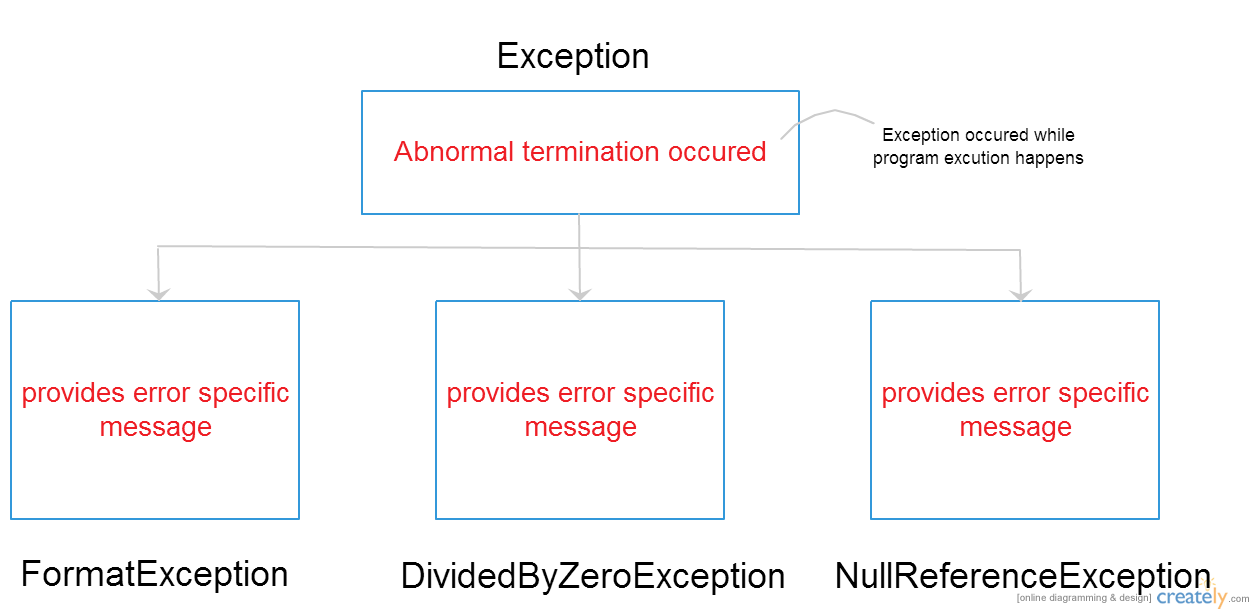 Exception
Abnormal termination occured
Exception occured while
program excution happens
provides error specific
message
provides error specific
message
provides error specific
message
FormatException
DividedByZeroException
NullReferenceException
[online diagramming & design] creately.com